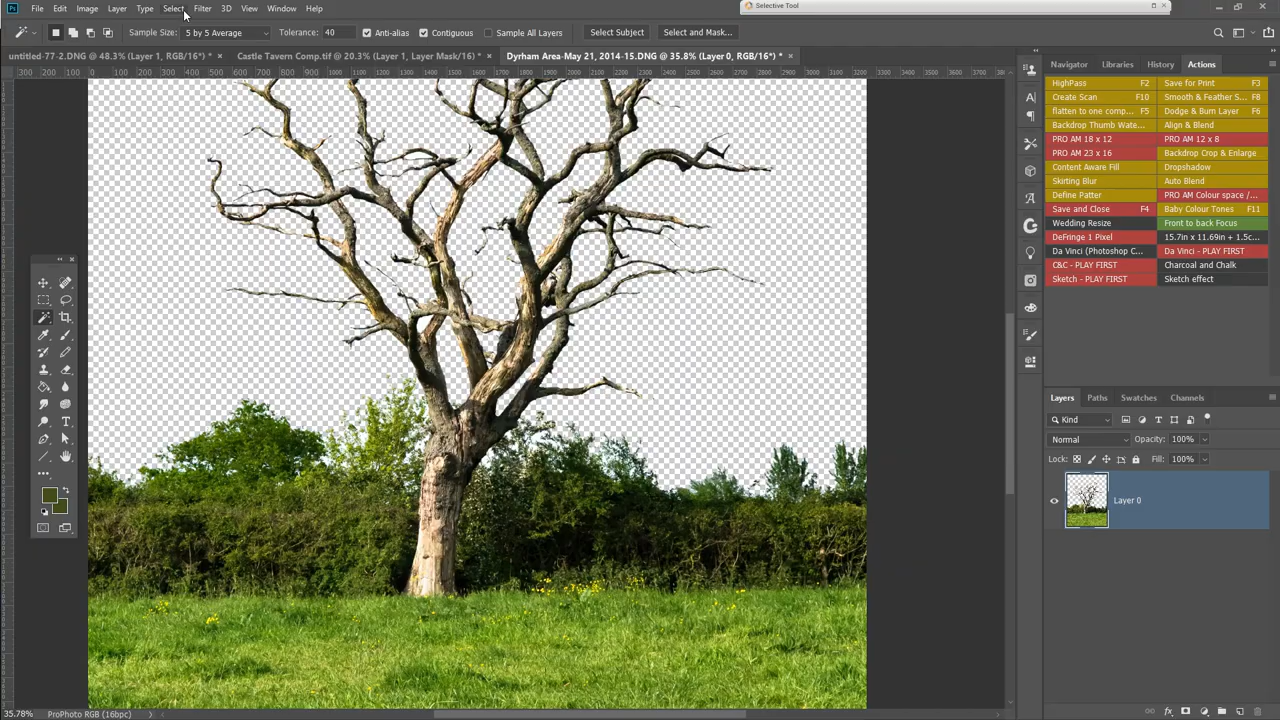 Ps File Edit Image Layer Type Select Filter 3D View Window Help
Selective Tool
Sample Size: 5 by 5 Average Tolerance: 40 Anti-alias Contiguous Sample All Layers Select Subject Select and Mask...
untitled-77-2.DNG @ 48.3% (Layer 1, RGB/16*) * × Castle Tavern Comp.tif @ 20.3% (Layer 1, Layer Mask/16) * × Dyrham Area-May 21, 2014-15.DNG @ 35.8% (Layer 0, RGB/16*) * ×
Navigator Libraries History Actions
HighPass F2 Save for Print F3
Create Scan F10 Smooth & Feather S... F8
flatten to one comp... F5 Dodge & Burn Layer F6
Backdrop Thumb Wate... Align & Blend
PRO AM 18 x 12 PRO AM 12 x 8
PRO AM 23 x 16 Backdrop Crop & Enlarge
Content Aware Fill Dropshadow
Skirting Blur Auto Blend
Define Patter PRO AM Colour space /...
Save and Close F4 Baby Colour Tones F11
Wedding Resize Front to back Focus
DeFringe 1 Pixel 15.7in x 11.69in + 1.5c...
Da Vinci (Photoshop C... Da Vinci - PLAY FIRST
C&C - PLAY FIRST Charcoal and Chalk
Sketch - PLAY FIRST Sketch effect
Layers Paths Swatches Channels
Kind
Normal Opacity: 100%
Lock: Fill: 100%
Layer 0
35.78% ProPhoto RGB (16bpc)